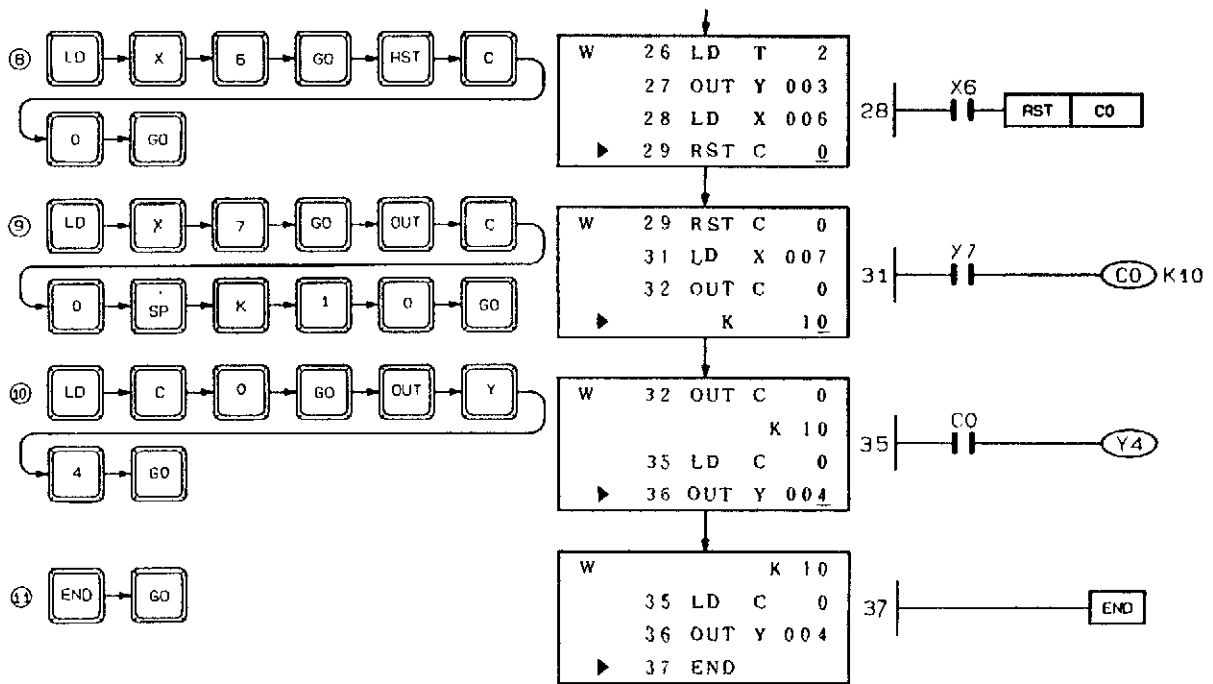 ⑧ LD X 6 GO HST C
0 GO
W 26 LD T 2
27 OUT Y 003
28 LD X 006
▶ 29 RST C 0
28 X6 RST C0
⑨ LD X 7 GO OUT C
0 SP K 1 0 GO
W 29 RST C 0
31 LD X 007
32 OUT C 0
▶ K 10
31 Y7 C0 K10
⑩ LD C 0 GO OUT Y
4 GO
W 32 OUT C 0
K 10
35 LD C 0
▶ 36 OUT Y 004
35 C0 Y4
⑪ END GO
W K 10
35 LD C 0
36 OUT Y 004
▶ 37 END
37 END